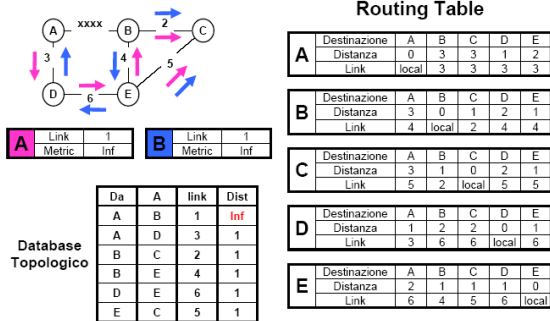 Routing Table
A xxxx B 2 C
3 4 5
D 6 E
A Link 1
Metric Inf
B Link 1
Metric Inf
Database
Topologico
Da A link Dist
A B 1 Inf
A D 3 1
B C 2 1
B E 4 1
D E 6 1
E C 5 1
A
Destinazione A B C D E
Distanza 0 3 3 1 2
Link local 3 3 3 3
B
Destinazione A B C D E
Distanza 3 0 1 2 1
Link 4 local 2 4 4
C
Destinazione A B C D E
Distanza 3 1 0 2 1
Link 5 2 local 5 5
D
Destinazione A B C D E
Distanza 1 2 2 0 1
Link 3 6 6 local 6
E
Destinazione A B C D E
Distanza 2 1 1 1 0
Link 6 4 5 6 local